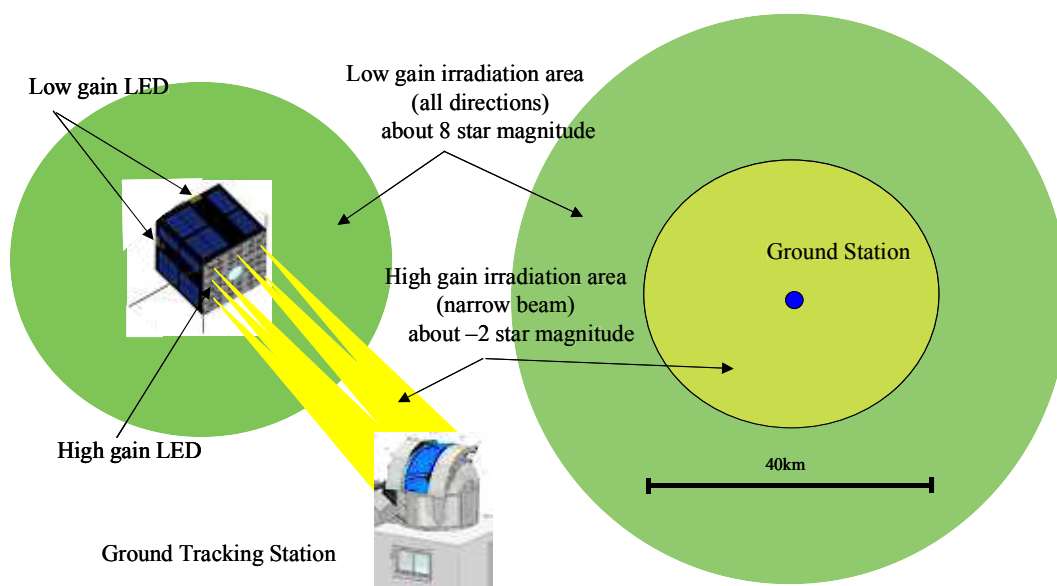 Low gain LED
Low gain irradiation area
(all directions)
about 8 star magnitude
High gain irradiation area
(narrow beam)
about –2 star magnitude
Ground Station
High gain LED
40km
Ground Tracking Station